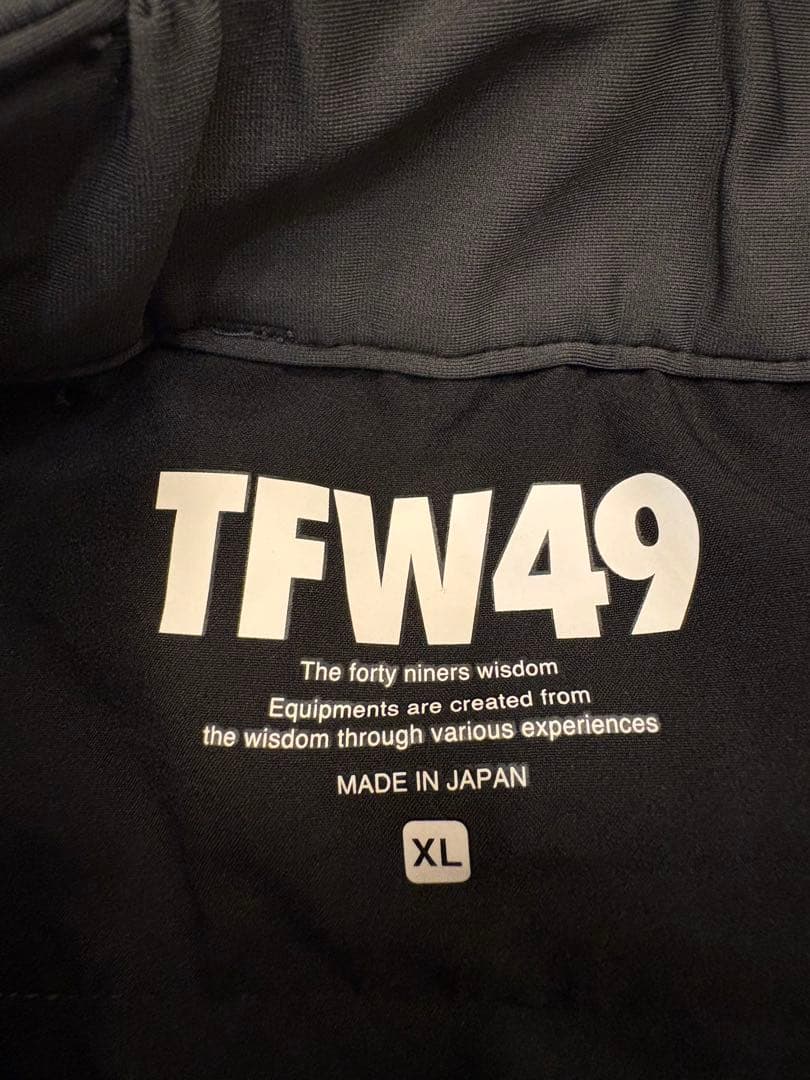 TFW49
The forty niners wisdom
Equipments are created from
the wisdom through various experiences
MADE IN JAPAN
XL